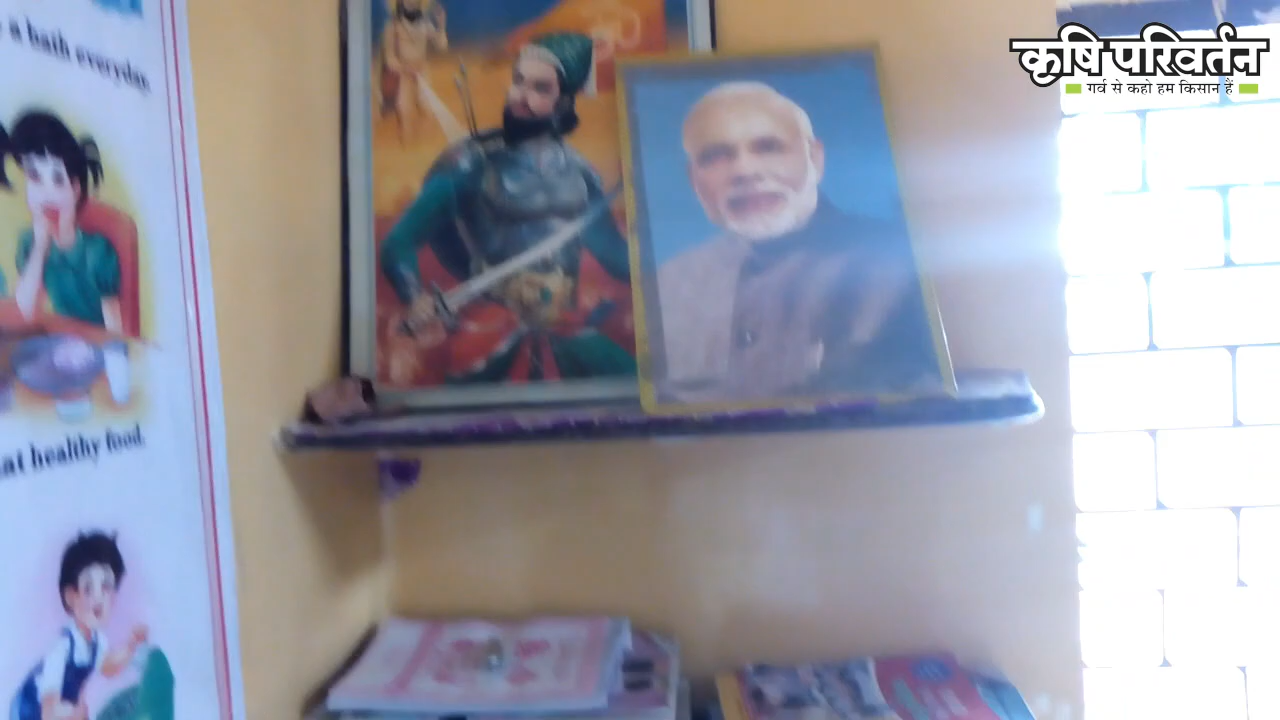 a bath everyday.
कृषि परिवर्तन
गर्व से कहो हम किसान हैं
eat healthy food.